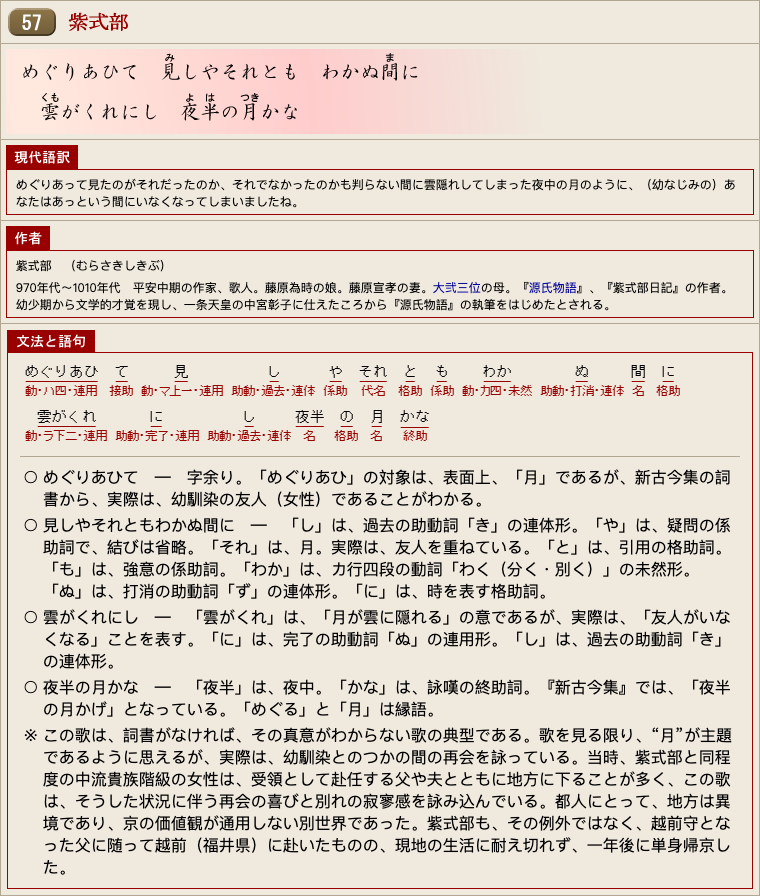 57 紫式部
めぐりあひて　見しやそれとも　わかぬ間に
み ま
雲がくれにし　夜半の月かな
くも よ は つき
現代語訳
めぐりあって見たのがそれだったのか、それでなかったのかも判らない間に雲隠れしてしまった夜中の月のように、（幼なじみの）あ
なたはあっという間にいなくなってしまいましたね。
作者
紫式部　（むらさきしきぶ）
970年代～1010年代　平安中期の作家、歌人。藤原為時の娘。藤原宣孝の妻。大弐三位の母。『源氏物語』、『紫式部日記』の作者。
幼少期から文学的才覚を現し、一条天皇の中宮彰子に仕えたころから『源氏物語』の執筆をはじめたとされる。
文法と語句
めぐりあひ　て　見　し　や　それ　と　も　わか　ぬ　間　に
動・ハ四・連用　接助　動・マ上一・連用　助動・過去・連体　係助　代名　格助　係助　動・カ四・未然　助動・打消・連体　名　格助
雲がくれ　に　し　夜半　の　月　かな
動・ラ下二・連用　助動・完了・連用　助動・過去・連体　名　格助　名　終助
○ めぐりあひて　―　字余り。「めぐりあひ」の対象は、表面上、「月」であるが、新古今集の詞
書から、実際は、幼馴染の友人（女性）であることがわかる。
○ 見しやそれともわかぬ間に　―　「し」は、過去の助動詞「き」の連体形。「や」は、疑問の係
助詞で、結びは省略。「それ」は、月。実際は、友人を重ねている。「と」は、引用の格助詞。
「も」は、強意の係助詞。「わか」は、カ行四段の動詞「わく（分く・別く）」の未然形。
「ぬ」は、打消の助動詞「ず」の連体形。「に」は、時を表す格助詞。
○ 雲がくれにし　―　「雲がくれ」は、「月が雲に隠れる」の意であるが、実際は、「友人がいな
くなる」ことを表す。「に」は、完了の助動詞「ぬ」の連用形。「し」は、過去の助動詞「き」
の連体形。
○ 夜半の月かな　―　「夜半」は、夜中。「かな」は、詠嘆の終助詞。『新古今集』では、「夜半
の月かげ」となっている。「めぐる」と「月」は縁語。
※ この歌は、詞書がなければ、その真意がわからない歌の典型である。歌を見る限り、“月”が主題
であるように思えるが、実際は、幼馴染とのつかの間の再会を詠っている。当時、紫式部と同程
度の中流貴族階級の女性は、受領として赴任する父や夫とともに地方に下ることが多く、この歌
は、そうした状況に伴う再会の喜びと別れの寂寥感を詠み込んでいる。都人にとって、地方は異
境であり、京の価値観が通用しない別世界であった。紫式部も、その例外ではなく、越前守とな
った父に随って越前（福井県）に赴いたものの、現地の生活に耐え切れず、一年後に単身帰京し
た。